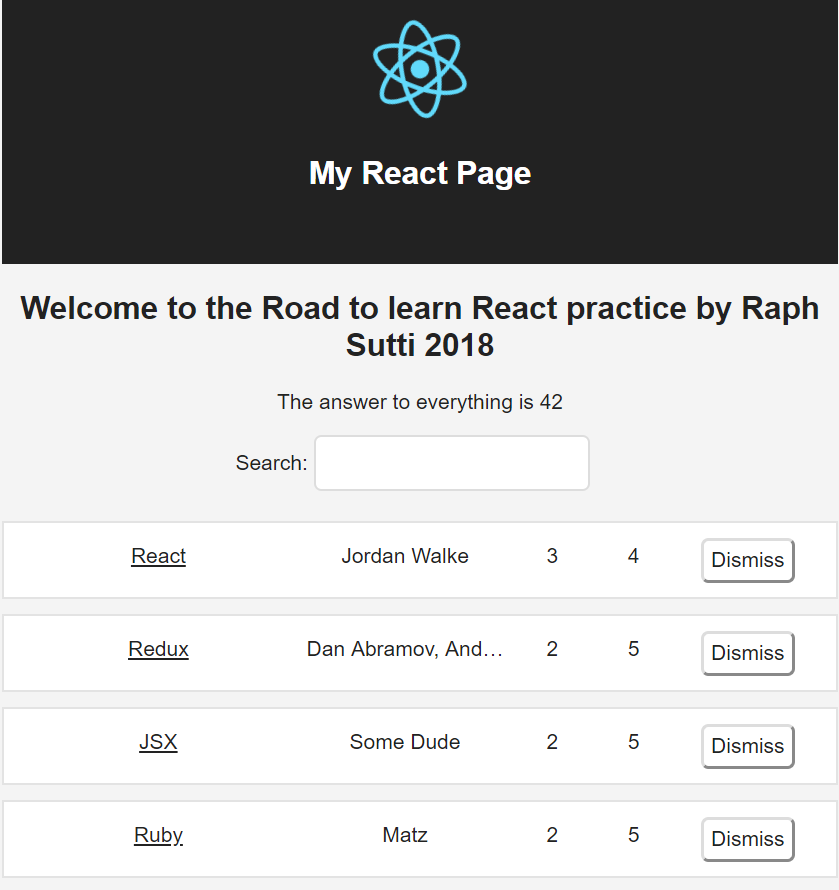 My React Page
Welcome to the Road to learn React practice by Raph
Sutti 2018
The answer to everything is 42
Search:
React Jordan Walke 3 4 Dismiss
Redux Dan Abramov, And… 2 5 Dismiss
JSX Some Dude 2 5 Dismiss
Ruby Matz 2 5 Dismiss